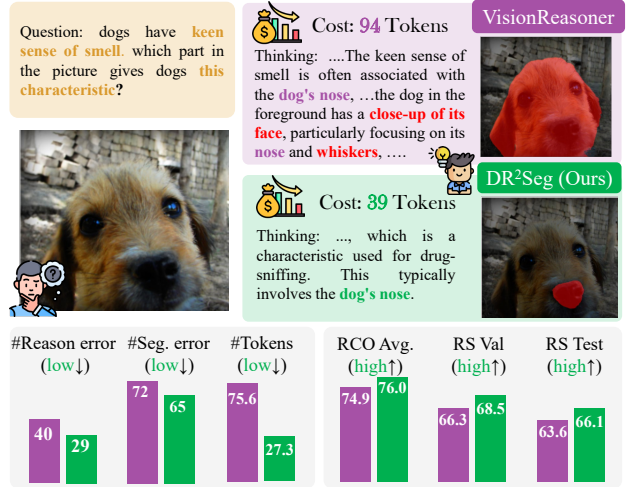 Question: dogs have keen
sense of smell. which part in
the picture gives dogs this
characteristic?
Cost: 94 Tokens
VisionReasoner
Thinking: ....The keen sense of
smell is often associated with
the dog's nose, ...the dog in the
foreground has a close-up of its
face, particularly focusing on its
nose and whiskers, ....
DR²Seg (Ours)
Cost: 39 Tokens
Thinking: ..., which is a
characteristic used for drug-
sniffing. This typically
involves the dog's nose.
#Reason error
(low↓)
40
29
#Seg. error
(low↓)
72
65
#Tokens
(low↓)
75.6
27.3
RCO Avg.
(high↑)
74.9
76.0
RS Val
(high↑)
66.3
68.5
RS Test
(high↑)
63.6
66.1